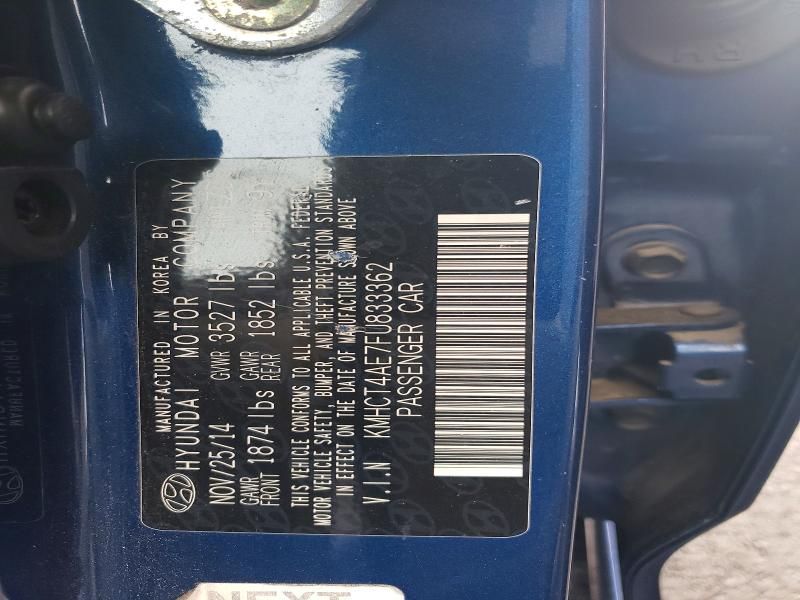 MANUFACTURED IN KOREA BY
HYUNDAI MOTOR COMPANY
NOV/25/14 GVWR 3527 lbs
GAWR FRONT 1874 lbs GAWR REAR 1852 lbs
THIS VEHICLE CONFORMS TO ALL APPLICABLE U.S.A. FEDERAL
MOTOR VEHICLE SAFETY, BUMPER, AND THEFT PREVENTION STANDARDS
IN EFFECT ON THE DATE OF MANUFACTURE SHOWN ABOVE
V.I.N KMHCT4AE7FU833362
PASSENGER CAR
NEXT
RH